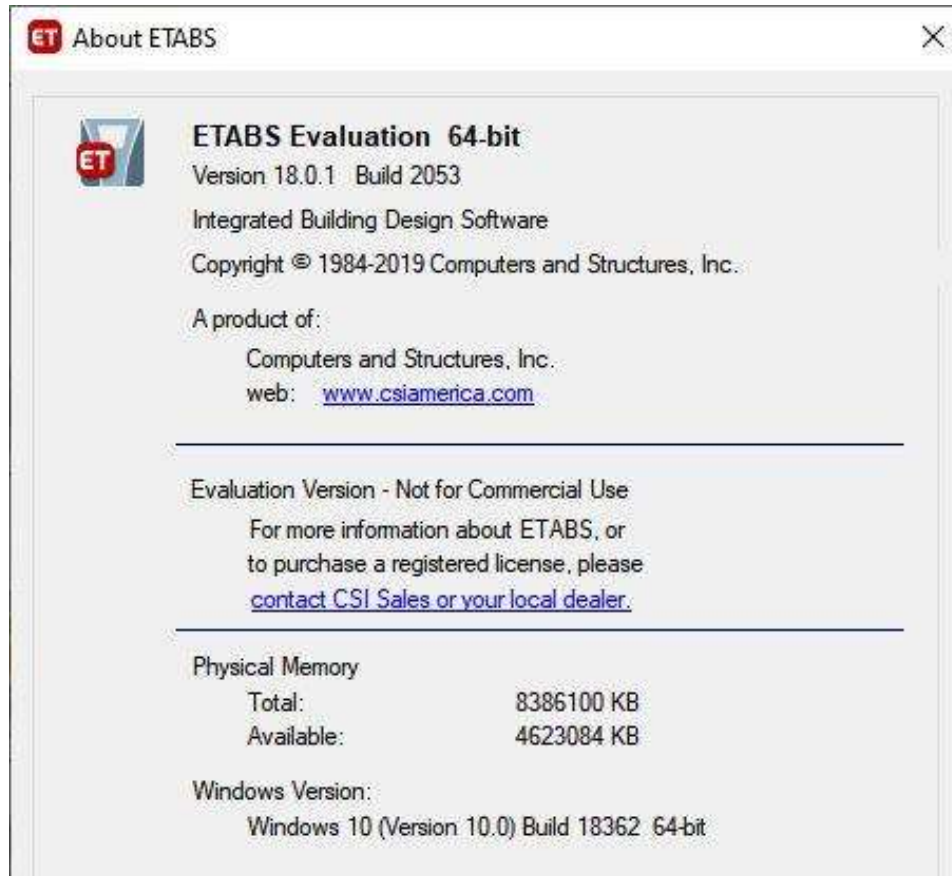 ET About ETABS
ET ETABS Evaluation 64-bit
Version 18.0.1 Build 2053
Integrated Building Design Software
Copyright © 1984-2019 Computers and Structures, Inc.
A product of:
Computers and Structures, Inc.
web: www.csiamerica.com
Evaluation Version - Not for Commercial Use
For more information about ETABS, or
to purchase a registered license, please
contact CSI Sales or your local dealer.
Physical Memory
Total: 8386100 KB
Available: 4623084 KB
Windows Version:
Windows 10 (Version 10.0) Build 18362 64-bit